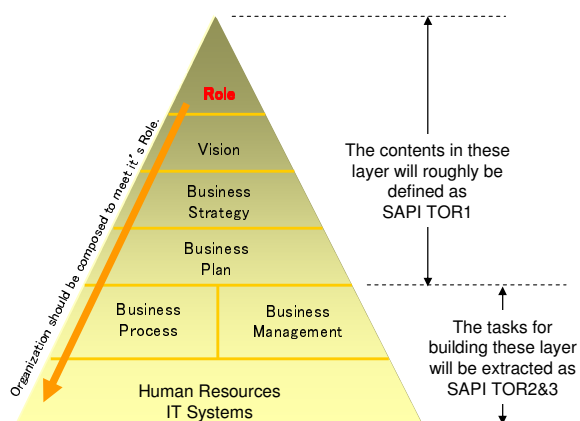 Role
Vision
Business
Strategy
Business
Plan
Business
Process
Business
Management
Human Resources
IT Systems
Organization should be composed to meet it's Role.
The contents in these
layer will roughly be
defined as
SAPI TOR1
The tasks for
building these layer
will be extracted as
SAPI TOR2&3